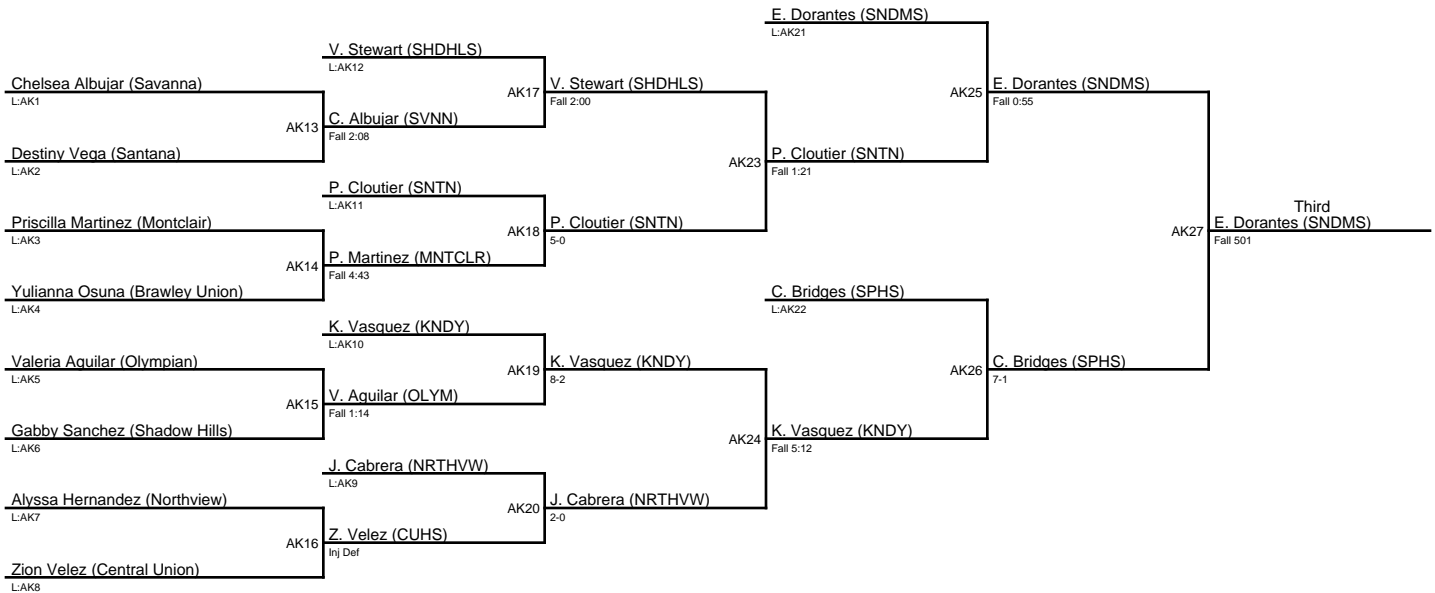 E. Dorantes (SNDMS)
L:AK21
V. Stewart (SHDHLS)
L:AK12
Chelsea Albujar (Savanna)
L:AK1
AK17
V. Stewart (SHDHLS)
Fall 2:00
AK25
E. Dorantes (SNDMS)
Fall 0:55
AK13
C. Albujar (SVNN)
Fall 2:08
Destiny Vega (Santana)
L:AK2
AK23
P. Cloutier (SNTN)
Fall 1:21
P. Cloutier (SNTN)
L:AK11
Priscilla Martinez (Montclair)
L:AK3
AK18
P. Cloutier (SNTN)
5-0
AK27
Third
E. Dorantes (SNDMS)
Fall 501
AK14
P. Martinez (MNTCLR)
Fall 4:43
Yulianna Osuna (Brawley Union)
L:AK4
C. Bridges (SPHS)
L:AK22
K. Vasquez (KNDY)
L:AK10
Valeria Aguilar (Olympian)
L:AK5
AK19
K. Vasquez (KNDY)
8-2
AK26
C. Bridges (SPHS)
7-1
AK15
V. Aguilar (OLYM)
Fall 1:14
Gabby Sanchez (Shadow Hills)
L:AK6
AK24
K. Vasquez (KNDY)
Fall 5:12
J. Cabrera (NRTHVW)
L:AK9
Alyssa Hernandez (Northview)
L:AK7
AK20
J. Cabrera (NRTHVW)
2-0
AK16
Z. Velez (CUHS)
Inj Def
Zion Velez (Central Union)
L:AK8